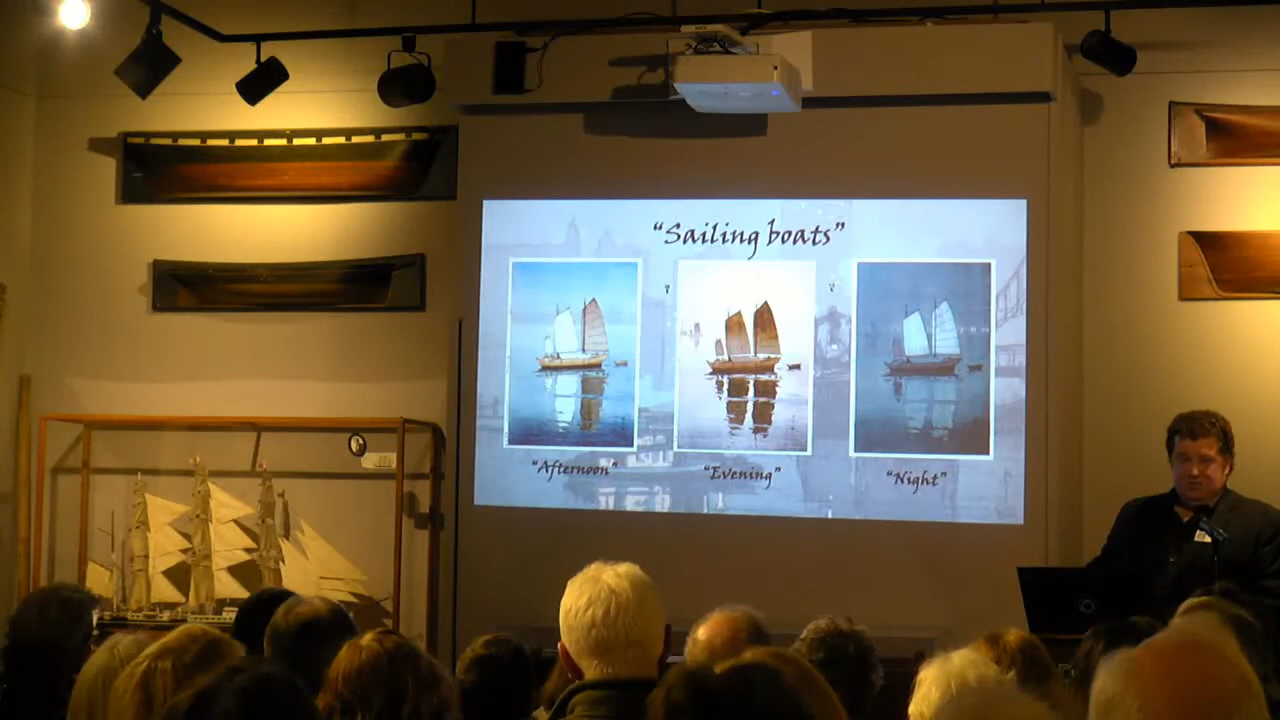 “Sailing boats”
“Afternoon”
“Evening”
“Night”